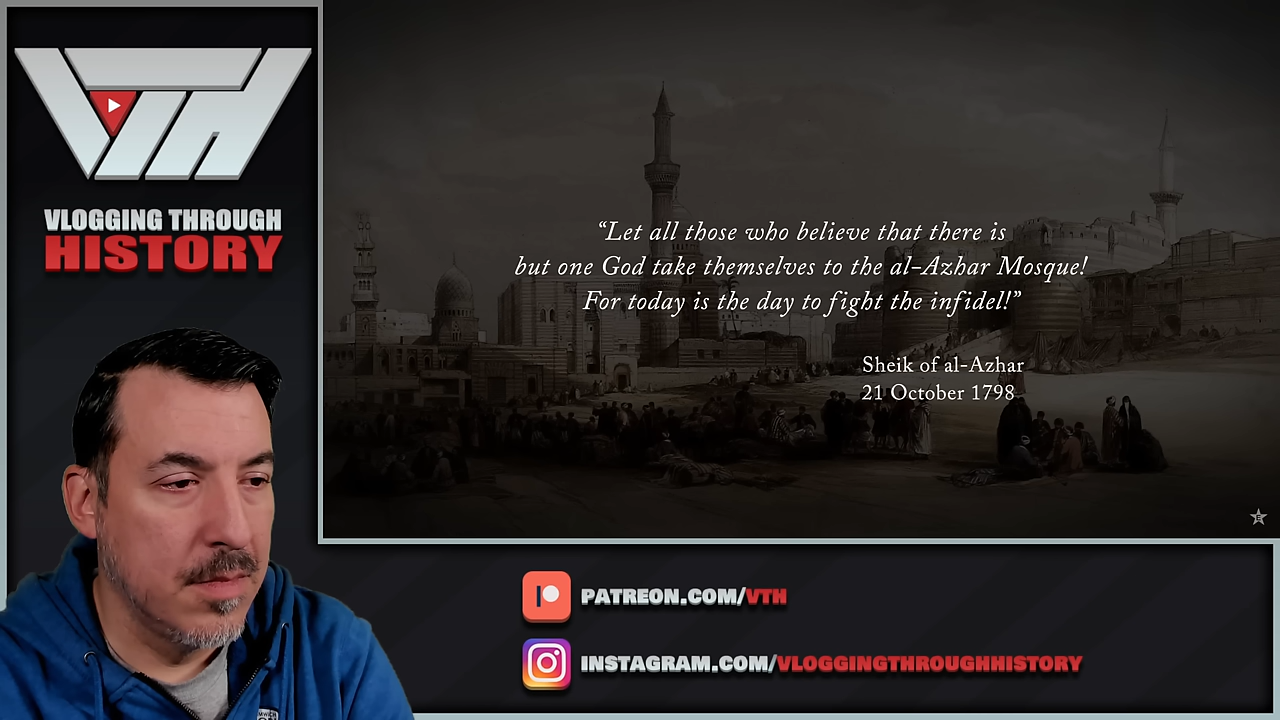 VTH
VLOGGING THROUGH
HISTORY
“Let all those who believe that there is
but one God take themselves to the al-Azhar Mosque!
For today is the day to fight the infidel!”
Sheik of al-Azhar
21 October 1798
E
PATREON.COM/VTH
INSTAGRAM.COM/VLOGGINGTHROUGHHISTORY